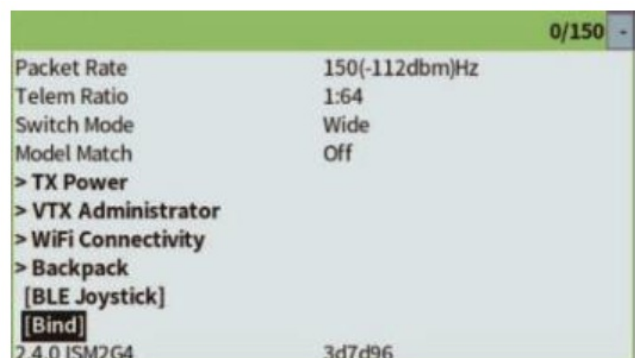 0/150 -
Packet Rate 150(-112dbm)Hz
Telem Ratio 1:64
Switch Mode Wide
Model Match Off
> TX Power
> VTX Administrator
> WiFi Connectivity
> Backpack
[BLE Joystick]
[Bind]
2.4.0 ISM2G4 3d7d96